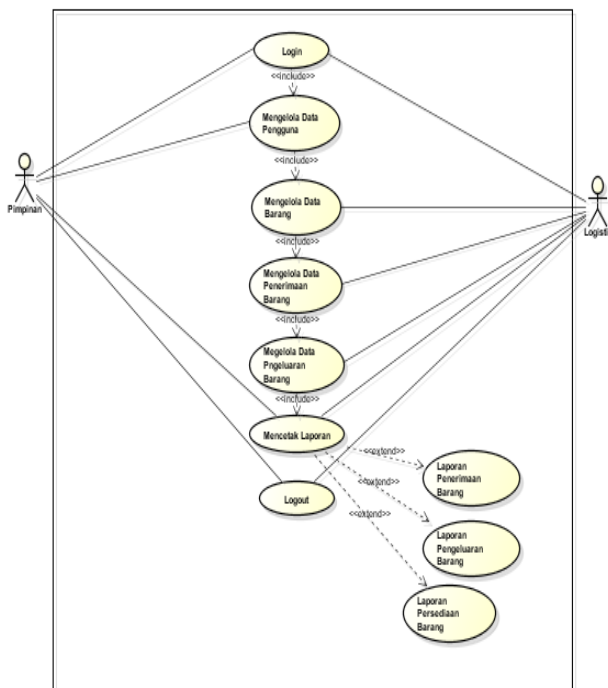 Login
<<include>>
Mengelola Data
Pengguna
<<include>>
Pimpinan
Mengelola Data
Barang
Logisti
<<include>>
Mengelola Data
Penerimaan
Barang
<<include>>
Megelola Data
Pngeluaran
Barang
<<include>>
Mencetak Laporan
<<extend>>
Laporan
Penerimaan
Barang
<<extend>>
Logout
<<extend>>
Laporan
Pengeluaran
Barang
Laporan
Persediaan
Barang